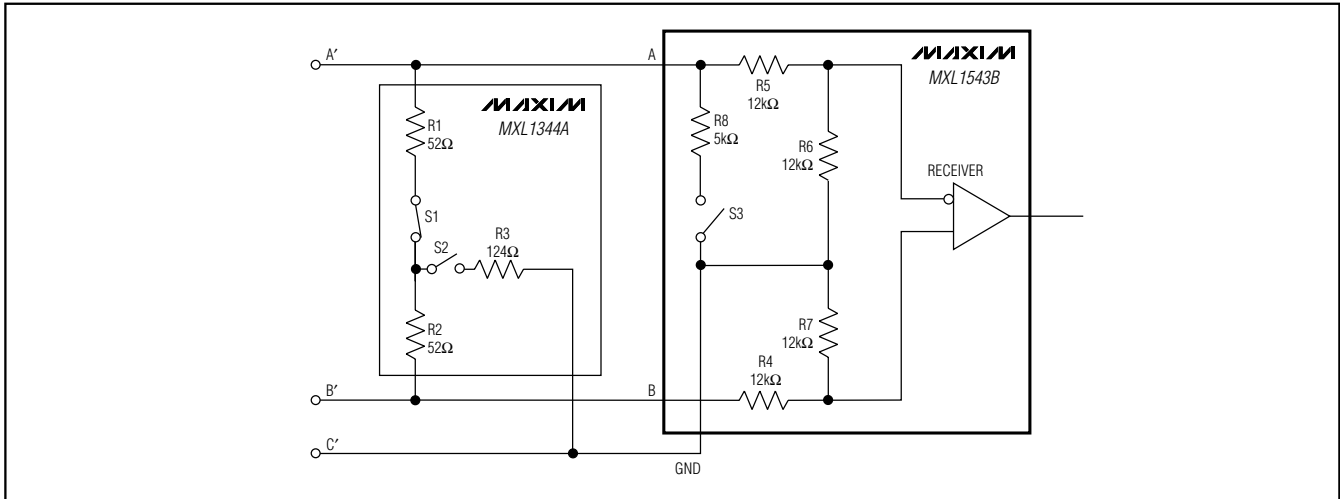 A′
A
MAXIM
MXL1543B
R5
12kΩ
MAXIM
MXL1344A
R1
52Ω
R8
5kΩ
R6
12kΩ
RECEIVER
S1
S3
S2
R3
124Ω
R2
52Ω
R7
12kΩ
R4
12kΩ
B′
B
C′
GND